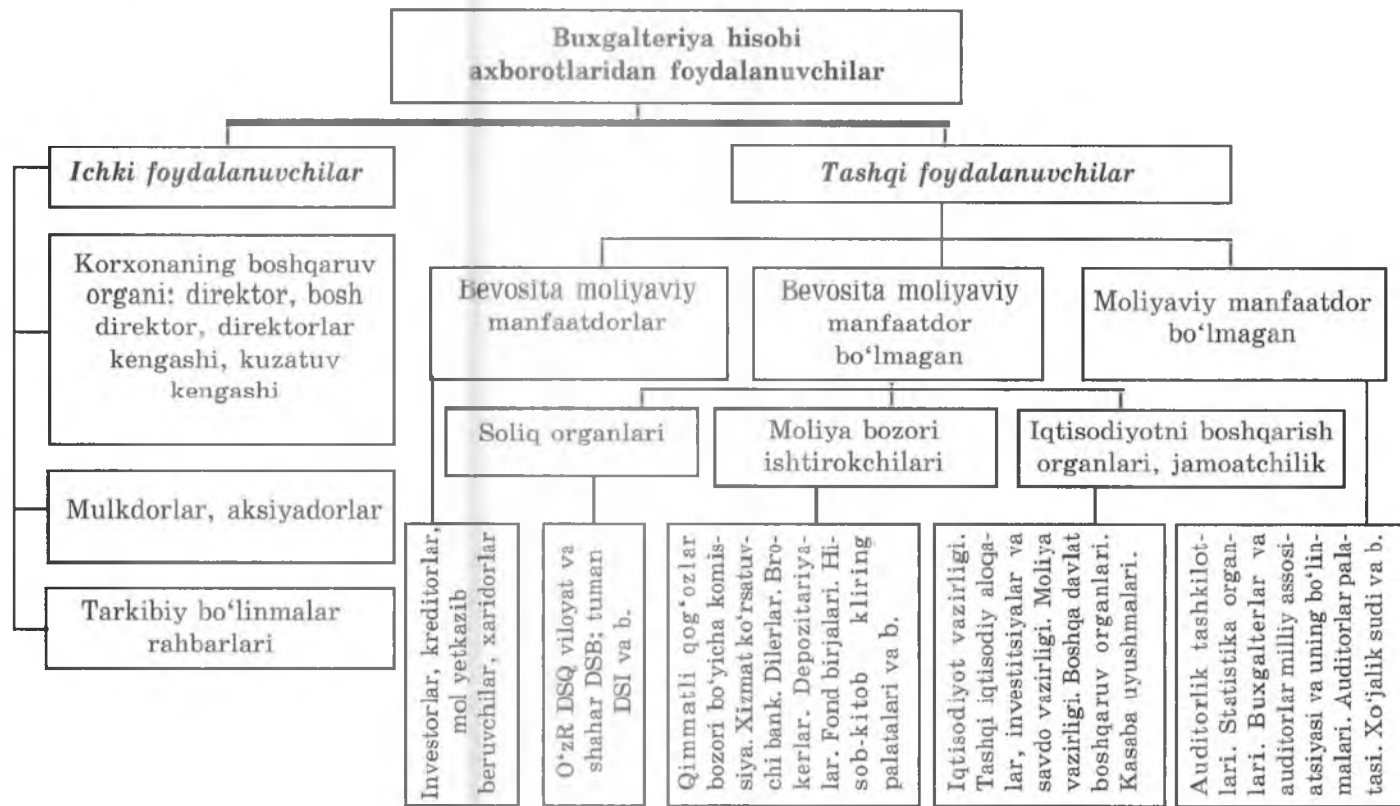 Buxgalteriya hisobi
axborotlaridan foydalanuvchilar
Ichki foydalanuvchilar
Tashqi foydalanuvchilar
Korxonaning boshqaruv
organi: direktor, bosh
direktor, direktorlar
kengashi, kuzatuv
kengashi
Mulkdorlar, aksiyadorlar
Tarkibiy bo‘linmalar
rahbarlari
Bevosita moliyaviy
manfaatdorlar
Bevosita moliyaviy
manfaatdor
bo‘lmagan
Moliyaviy manfaatdor
bo‘lmagan
Soliq organlari
Moliya bozori
ishtirokchilari
Iqtisodiyotni boshqarish
organlari, jamoatchilik
Investorlar, kreditorlar,
mol yetkazib
beruvchilar, xaridorlar
O‘zR DSQ viloyat va
shahar DSB; tuman
DSI va b.
Qimmatli qog‘ozlar
bozori bo‘yicha komis-
siya. Xizmat ko‘rsatuv-
chi bank. Dilerlar. Bro-
kerlar. Depozitariya-
lar. Fond birjalari. Hi-
sob-kitob kliring
palatalari va b.
Iqtisodiyot vazirligi.
Tashqi iqtisodiy aloqa-
lar, investitsiyalar va
savdo vazirligi. Moliya
vazirligi. Boshqa davlat
boshqaruv organlari.
Kasaba uyushmalari.
Auditorlik tashkilot-
lari. Statistika organ-
lari. Buxgalterlar va
auditorlar milliy assosi-
atsiyasi va uning bo‘lin-
malari. Auditorlar pala-
tasi. Xo‘jalik sudi va b.